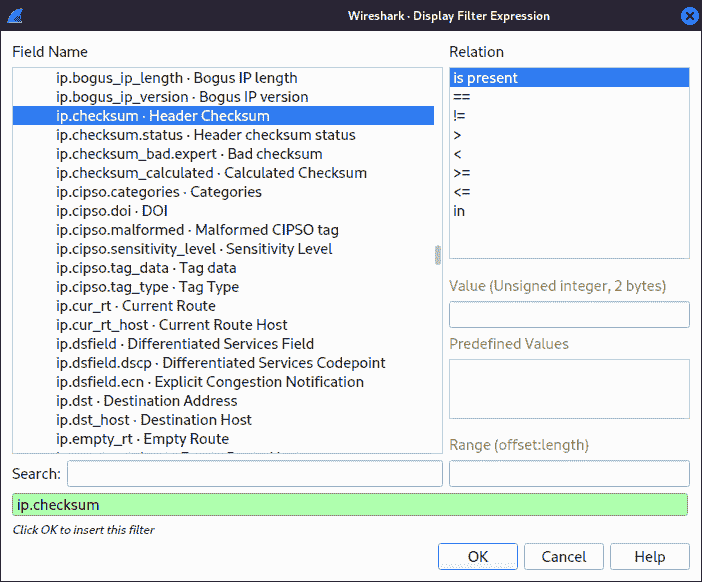 Wireshark · Display Filter Expression
Field Name
ip.bogus_ip_length · Bogus IP length
ip.bogus_ip_version · Bogus IP version
ip.checksum · Header Checksum
ip.checksum.status · Header checksum status
ip.checksum_bad.expert · Bad checksum
ip.checksum_calculated · Calculated Checksum
ip.cipso.categories · Categories
ip.cipso.doi · DOI
ip.cipso.malformed · Malformed CIPSO tag
ip.cipso.sensitivity_level · Sensitivity Level
ip.cipso.tag_data · Tag data
ip.cipso.tag_type · Tag Type
ip.cur_rt · Current Route
ip.cur_rt_host · Current Route Host
ip.dsfield · Differentiated Services Field
ip.dsfield.dscp · Differentiated Services Codepoint
ip.dsfield.ecn · Explicit Congestion Notification
ip.dst · Destination Address
ip.dst_host · Destination Host
ip.empty_rt · Empty Route
Relation
is present
==
!=
>
<
>=
<=
in
Value (Unsigned integer, 2 bytes)
Predefined Values
Range (offset:length)
Search:
ip.checksum
Click OK to insert this filter
OK
Cancel
Help